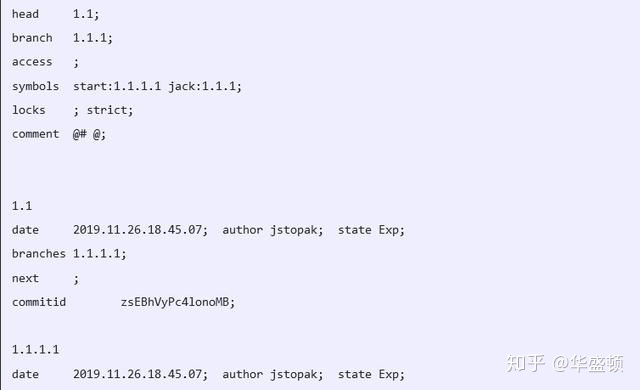 head     1.1;
branch   1.1.1;
access   ;
symbols  start:1.1.1.1 jack:1.1.1;
locks    ; strict;
comment  @# @;
1.1
date     2019.11.26.18.45.07;  author jstopak;  state Exp;
branches 1.1.1.1;
next     ;
commitid        zsEBhVyPc4lonoMB;
1.1.1.1
date     2019.11.26.18.45.07;  author jstopak;  state Exp;
知乎 @华盛顿